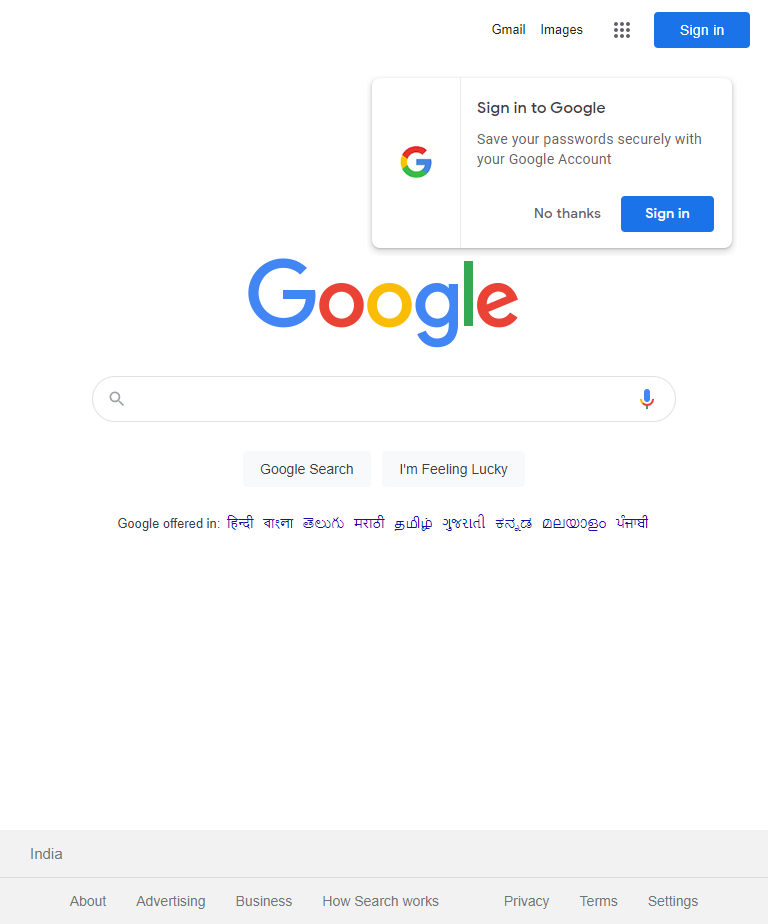 Gmail Images Sign in
Sign in to Google
Save your passwords securely with
your Google Account
No thanks Sign in
Google
Google Search I'm Feeling Lucky
Google offered in: हिन्दी বাংলা తెలుగు मराठी தமிழ் ગુજરાતી ಕನ್ನಡ മലയാളം ਪੰਜਾਬੀ
India
About Advertising Business How Search works Privacy Terms Settings